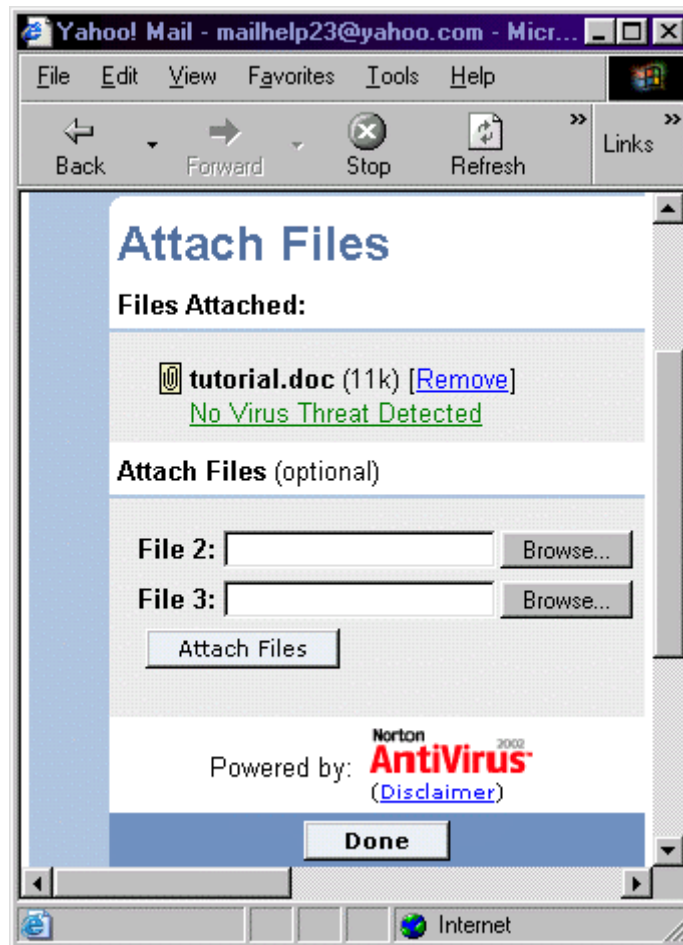 Yahoo! Mail - mailhelp23@yahoo.com - Micr...
File Edit View Favorites Tools Help
Back Forward Stop Refresh » Links »
Attach Files
Files Attached:
tutorial.doc (11k) [Remove]
No Virus Threat Detected
Attach Files (optional)
File 2: Browse...
File 3: Browse...
Attach Files
Norton
Powered by: AntiVirus 2002
(Disclaimer)
Done
Internet